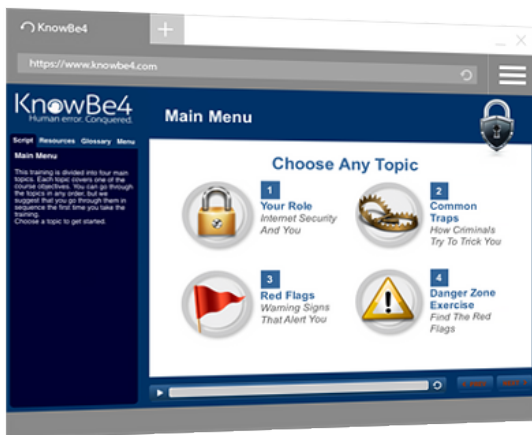 KnowBe4
https://www.knowbe4.com
KnowBe4
Human error. Conquered.
Main Menu
Script Resources Glossary Menu
Main Menu
This training is divided into four main
topics. Each topic covers one of the
course objectives. You can go through
the topics in any order, but we
suggest that you go through them in
sequence the first time you take the
training.
Choose a topic to get started.
Choose Any Topic
1
Your Role
Internet Security
And You
2
Common
Traps
How Criminals
Try To Trick You
3
Red Flags
Warning Signs
That Alert You
4
Danger Zone
Exercise
Find The Red
Flags